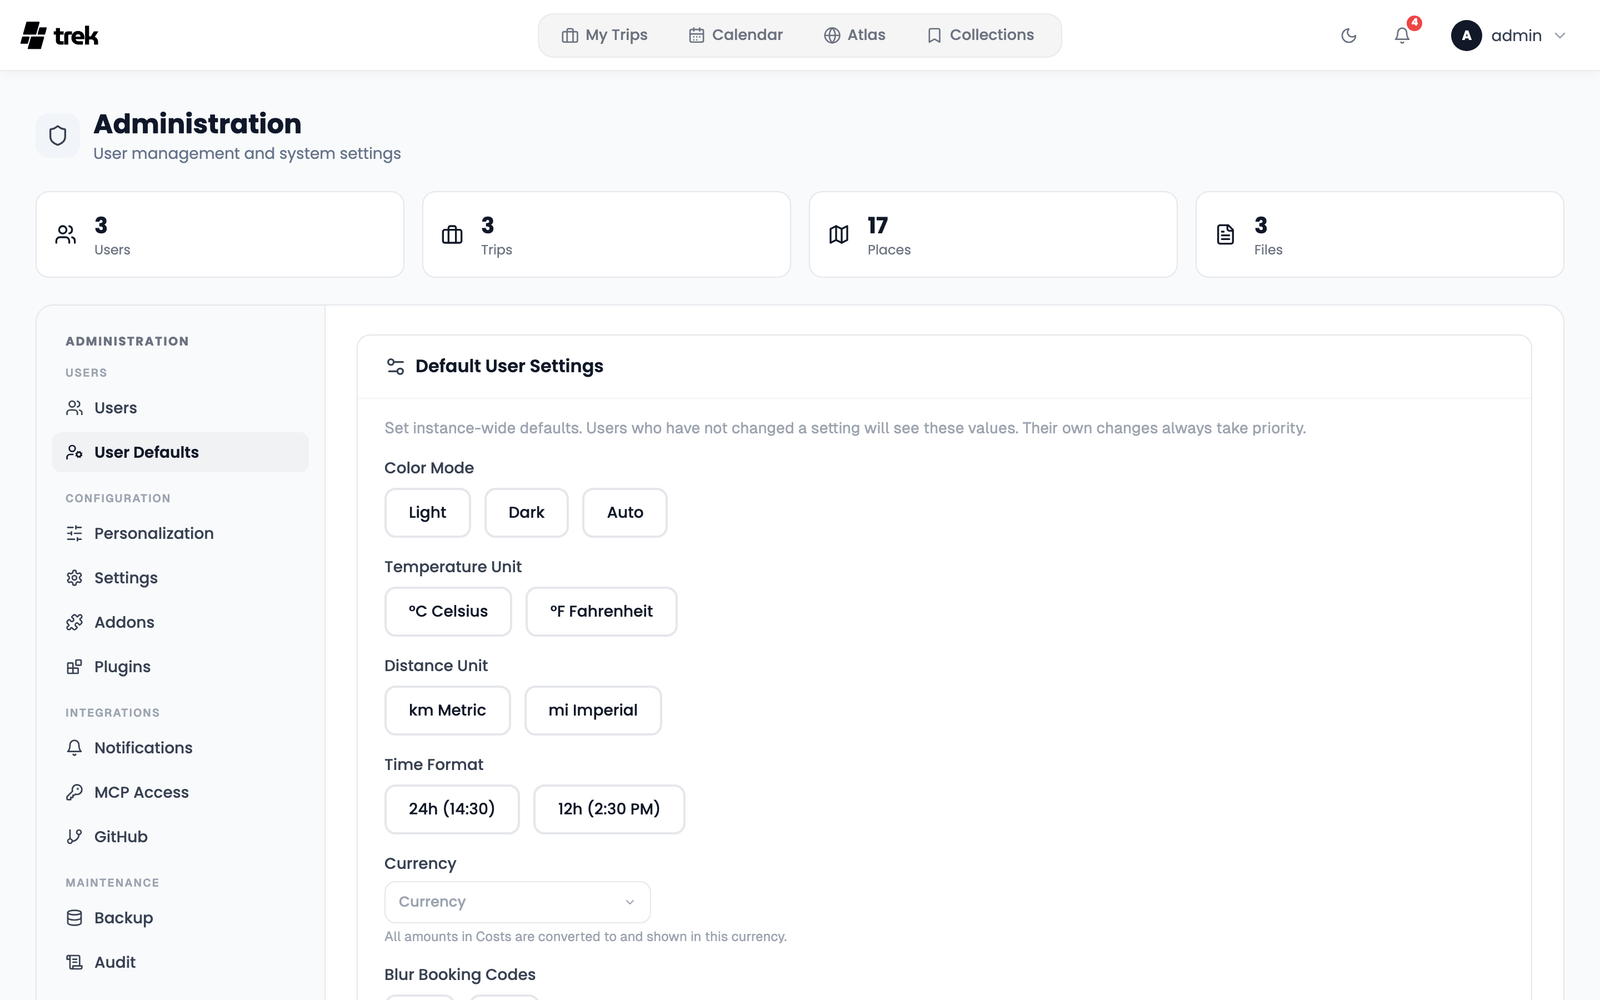 trek
My Trips
Calendar
Atlas
Collections
4
A
admin
Administration
User management and system settings
3
Users
3
Trips
17
Places
3
Files
ADMINISTRATION
USERS
Users
User Defaults
CONFIGURATION
Personalization
Settings
Addons
Plugins
INTEGRATIONS
Notifications
MCP Access
GitHub
MAINTENANCE
Backup
Audit
Default User Settings
Set instance-wide defaults. Users who have not changed a setting will see these values. Their own changes always take priority.
Color Mode
Light
Dark
Auto
Temperature Unit
°C Celsius
°F Fahrenheit
Distance Unit
km Metric
mi Imperial
Time Format
24h (14:30)
12h (2:30 PM)
Currency
Currency
All amounts in Costs are converted to and shown in this currency.
Blur Booking Codes